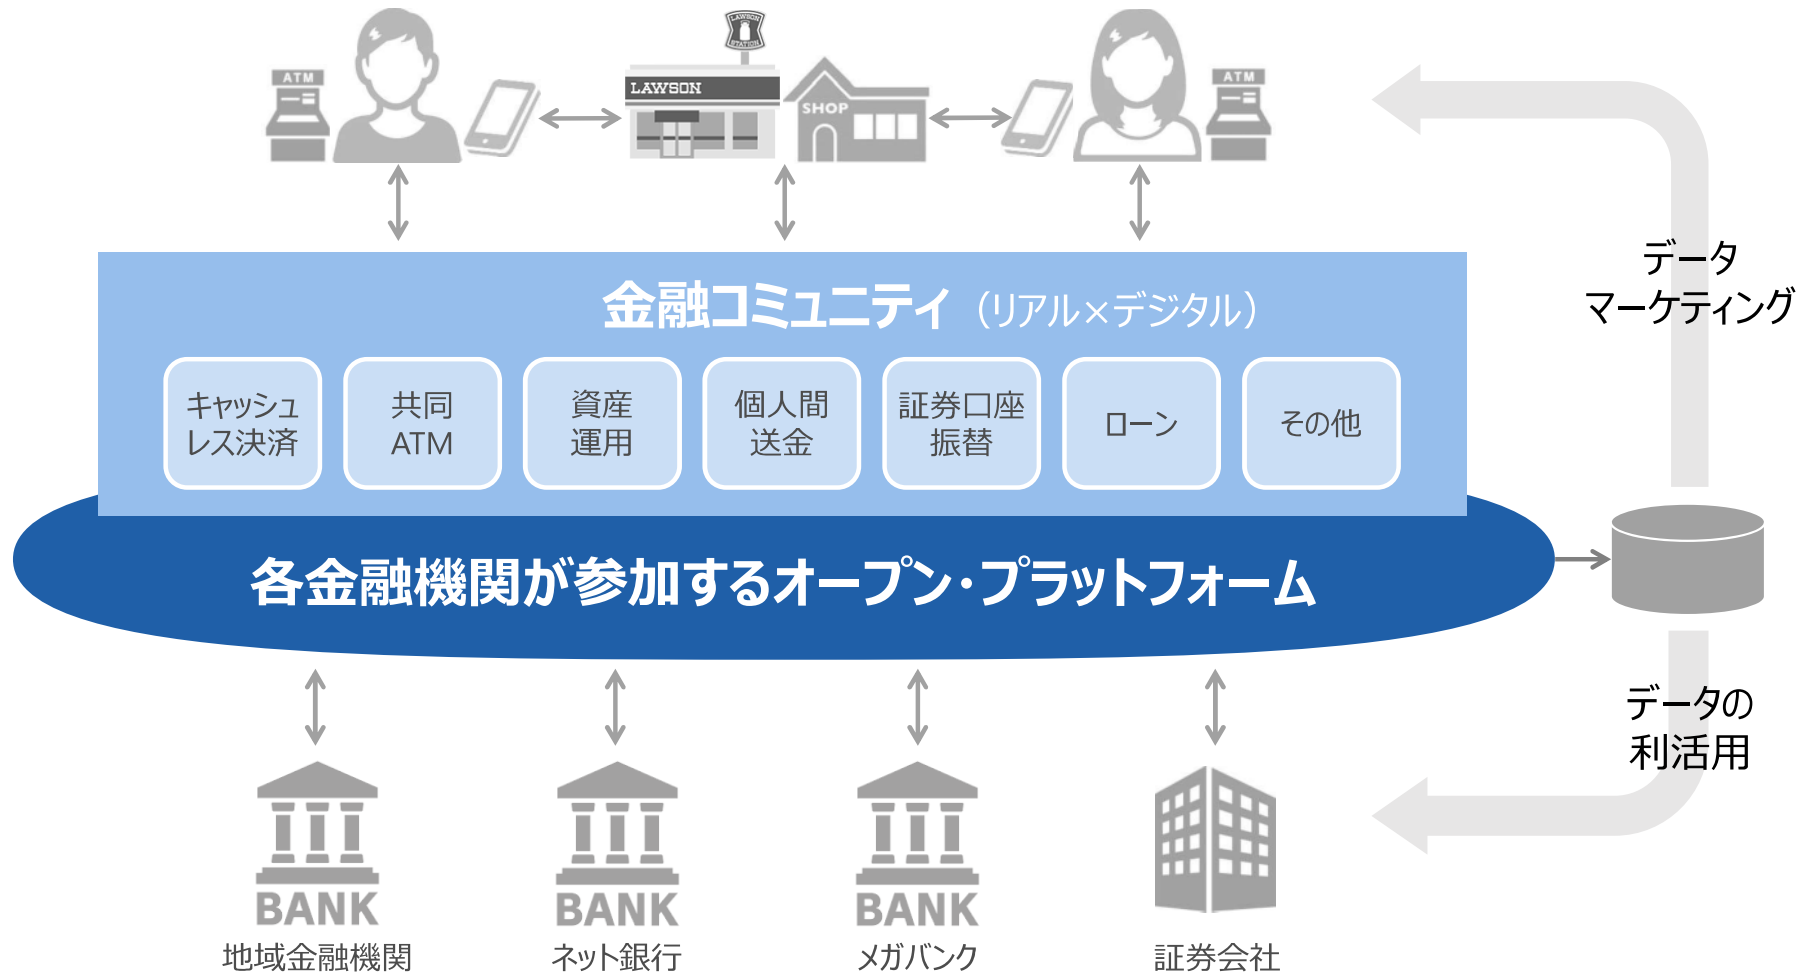 ATM
LAWSON
STATION
LAWSON
SHOP
ATM
金融コミュニティ（リアル×デジタル）
キャッシュ
レス決済
共同
ATM
資産
運用
個人間
送金
証券口座
振替
ローン
その他
データ
マーケティング
各金融機関が参加するオープン・プラットフォーム
データの
利活用
BANK
地域金融機関
BANK
ネット銀行
BANK
メガバンク
証券会社